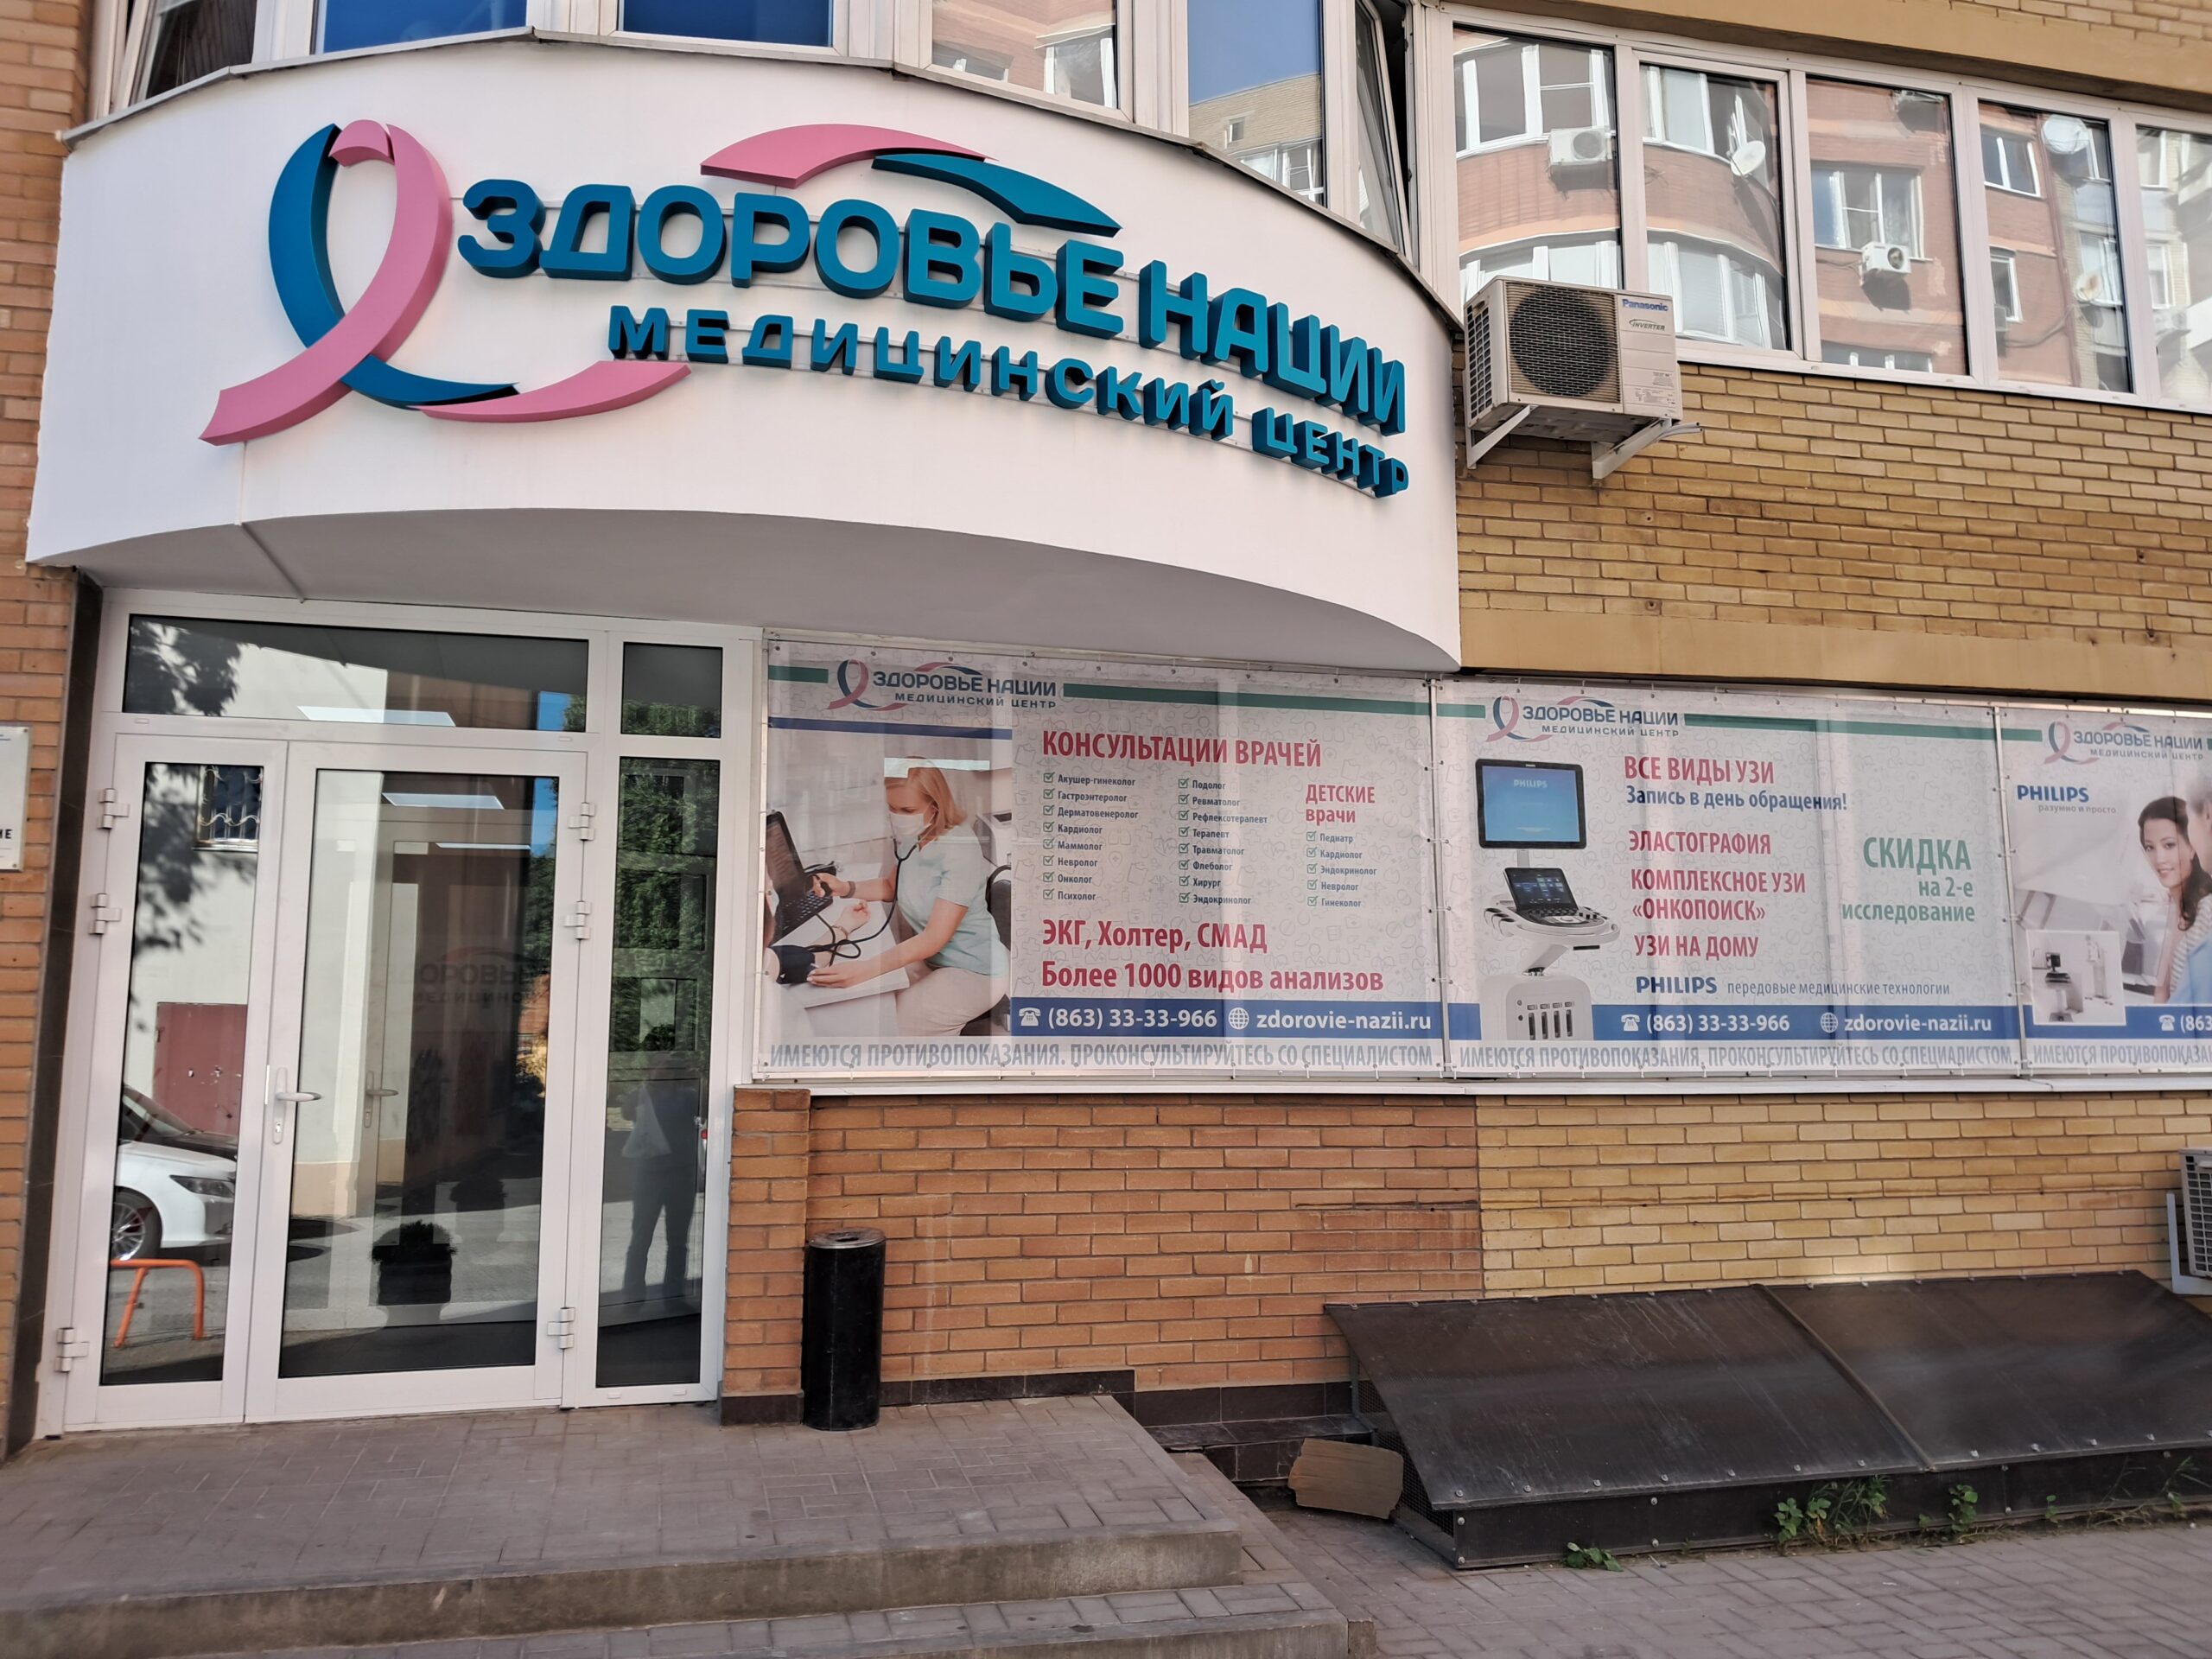 ЗДОРОВЬЕ НАЦИИ
МЕДИЦИНСКИЙ ЦЕНТР
Panasonic
INVERTER
ЗДОРОВЬЕ НАЦИИ
МЕДИЦИНСКИЙ ЦЕНТР
КОНСУЛЬТАЦИИ ВРАЧЕЙ
Акушер-гинеколог
Гастроэнтеролог
Дерматовенеролог
Кардиолог
Маммолог
Невролог
Онколог
Психолог
Подолог
Ревматолог
Рефлексотерапевт
Терапевт
Травматолог
Флеболог
Хирург
Эндокринолог
ДЕТСКИЕ
врачи
Педиатр
Кардиолог
Эндокринолог
Невролог
Гинеколог
ЭКГ, Холтер, СМАД
Более 1000 видов анализов
(863) 33-33-966 zdorovie-nazii.ru
ИМЕЮТСЯ ПРОТИВОПОКАЗАНИЯ. ПРОКОНСУЛЬТИРУЙТЕСЬ СО СПЕЦИАЛИСТОМ
ЗДОРОВЬЕ НАЦИИ
МЕДИЦИНСКИЙ ЦЕНТР
PHILIPS
ВСЕ ВИДЫ УЗИ
Запись в день обращения!
ЭЛАСТОГРАФИЯ
КОМПЛЕКСНОЕ УЗИ
«ОНКОПОИСК»
УЗИ НА ДОМУ
СКИДКА
на 2-е
исследование
PHILIPS передовые медицинские технологии
(863) 33-33-966 zdorovie-nazii.ru
ИМЕЮТСЯ ПРОТИВОПОКАЗАНИЯ, ПРОКОНСУЛЬТИРУЙТЕСЬ СО СПЕЦИАЛИСТОМ
ЗДОРОВЬЕ НАЦИИ
МЕДИЦИНСКИЙ ЦЕНТР
PHILIPS
разумно и просто
(863
ИМЕЮТСЯ ПРОТИВОПОКАЗА